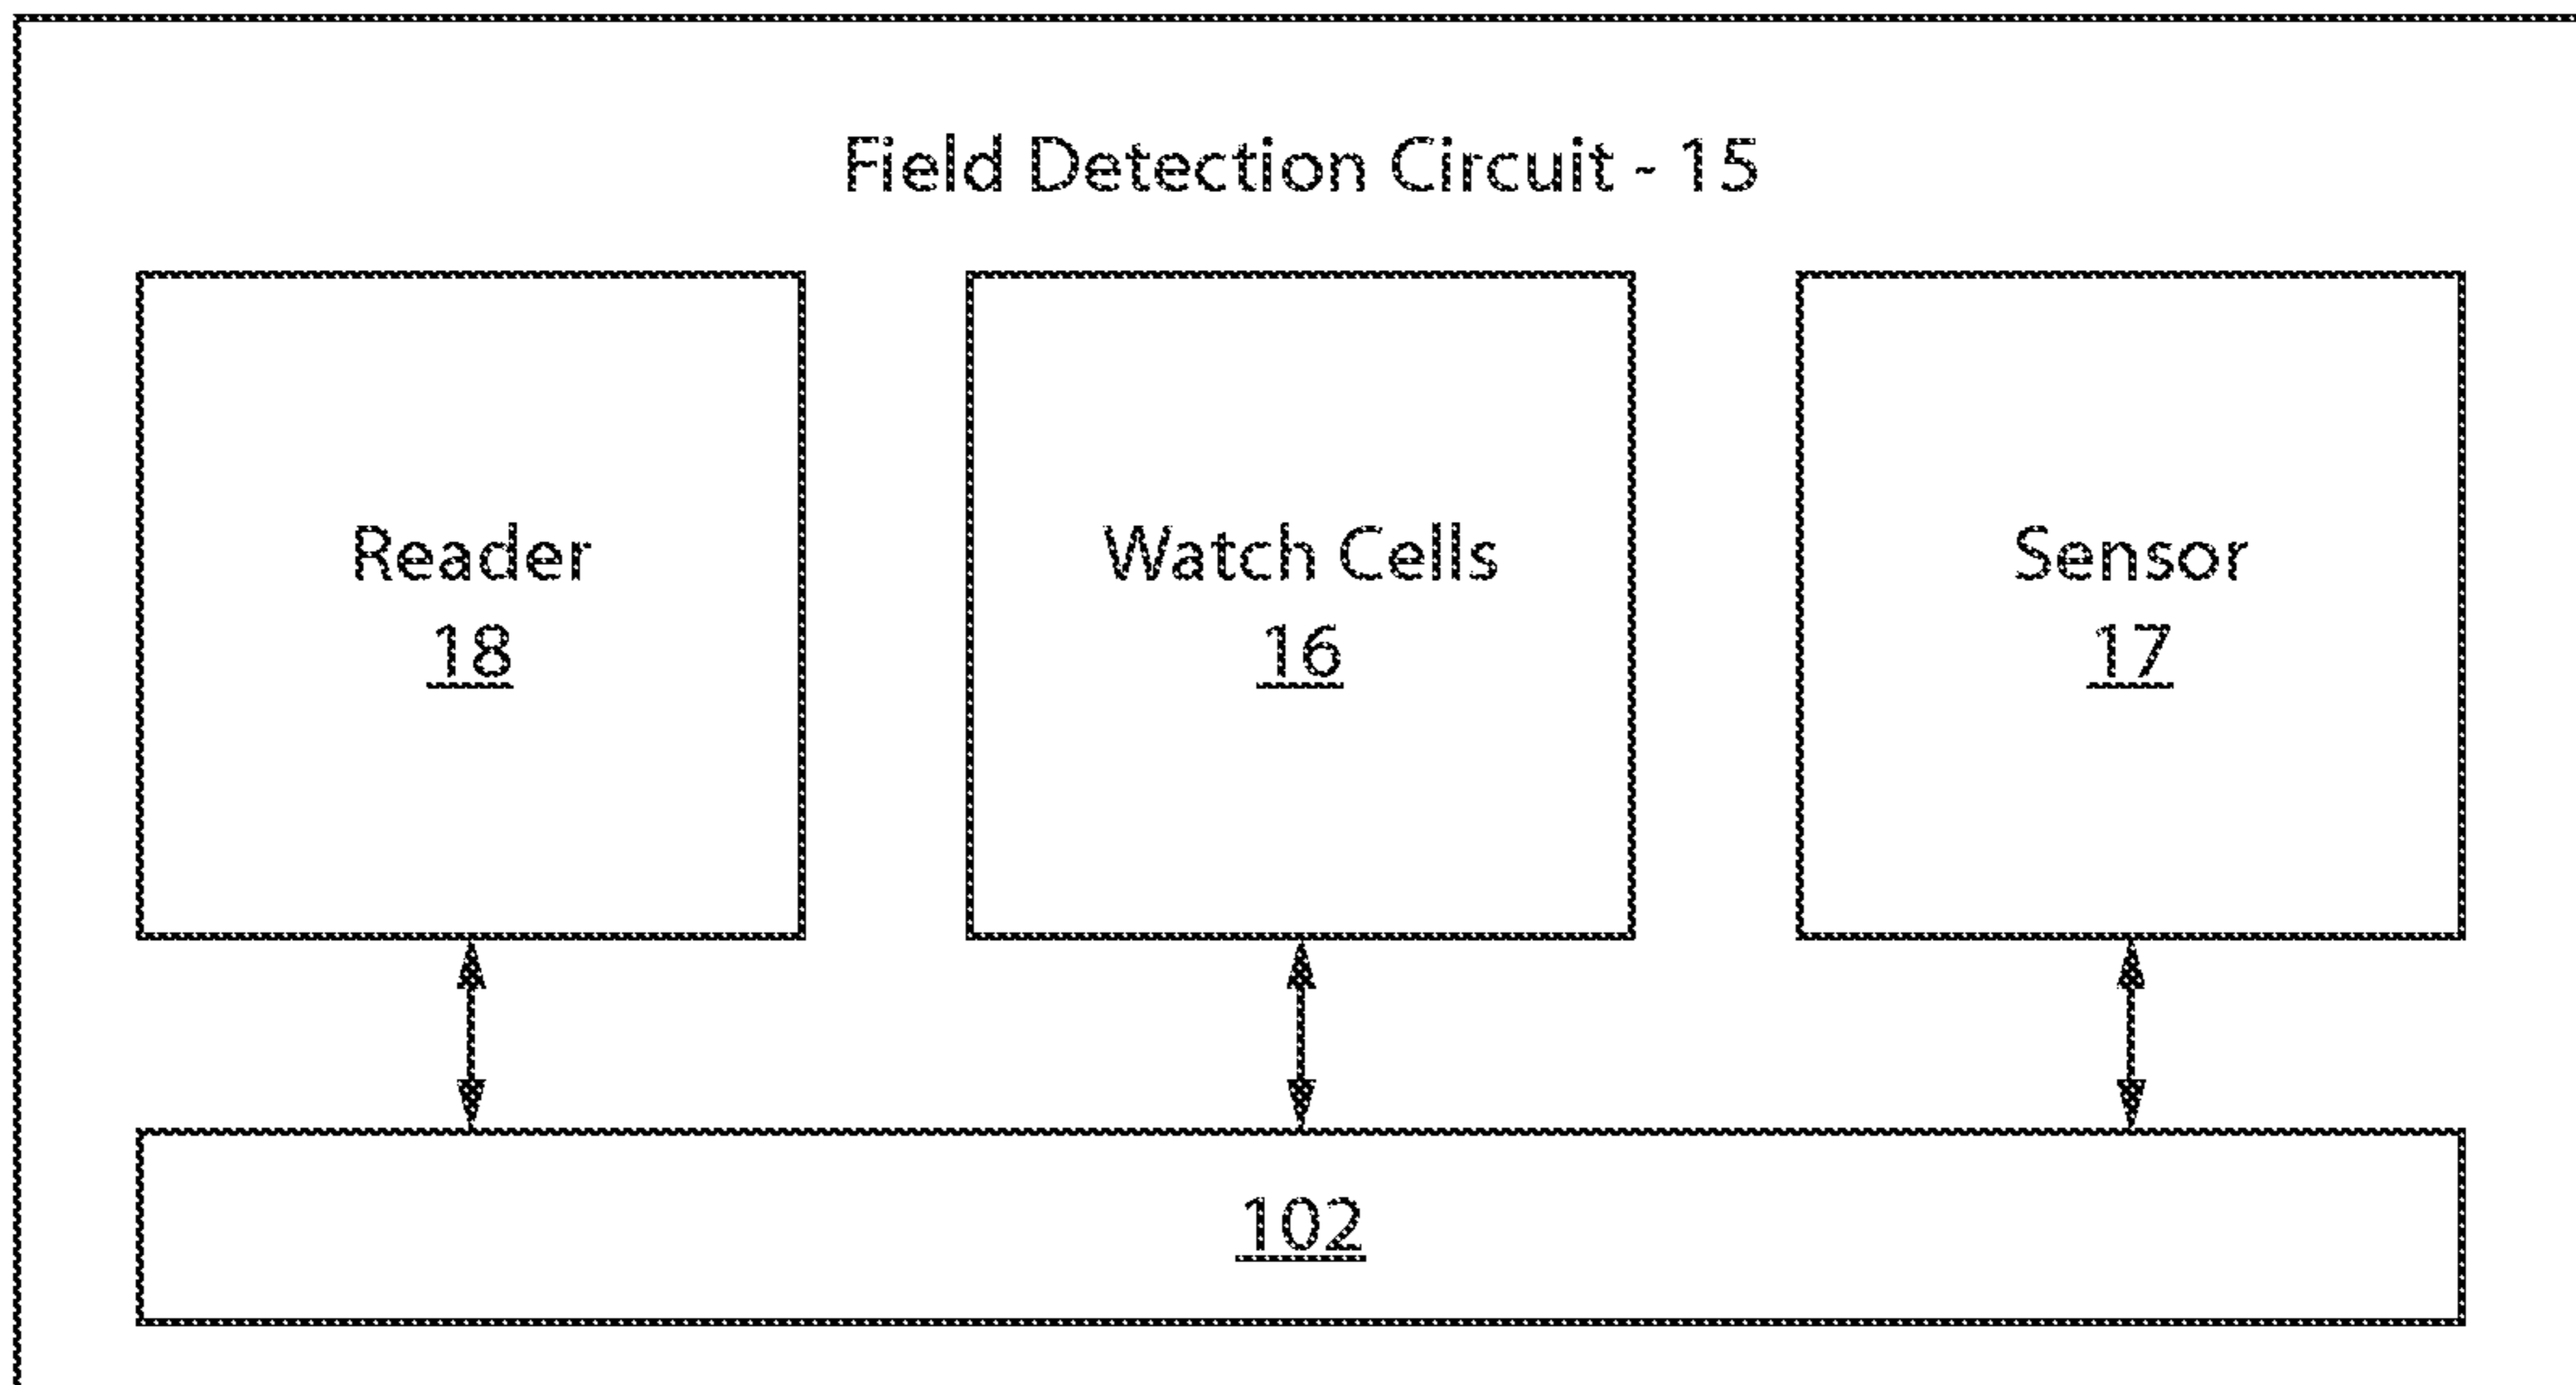 Field Detection Circuit - 15
Reader
18
Watch Cells
16
Sensor
17
102